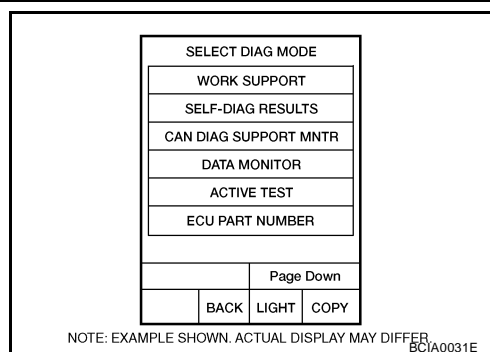 SELECT DIAG MODE
WORK SUPPORT
SELF-DIAG RESULTS
CAN DIAG SUPPORT MNTR
DATA MONITOR
ACTIVE TEST
ECU PART NUMBER
Page Down
BACK LIGHT COPY
NOTE: EXAMPLE SHOWN. ACTUAL DISPLAY MAY DIFFER.
BCIA0031E